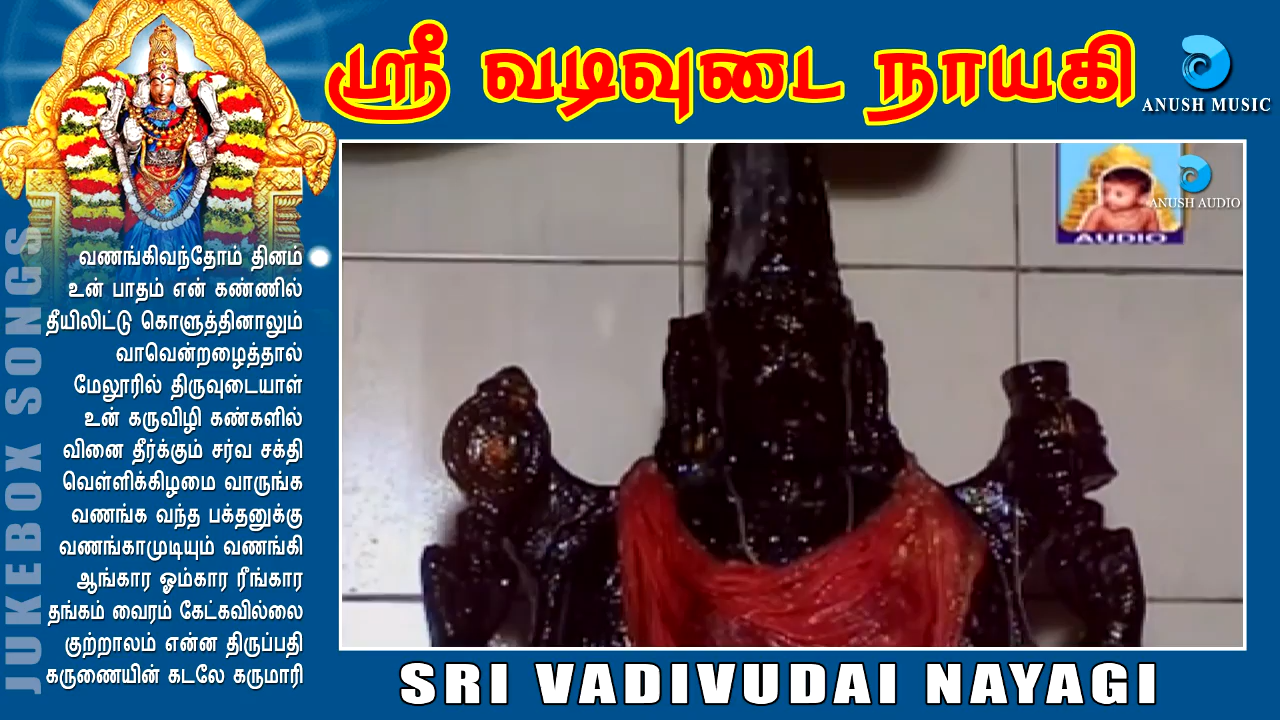 ஸ்ரீ வடிவுடை நாயகி
ANUSH MUSIC
ANUSH AUDIO
AUDIO
JUKEBOX SONGS
வணங்கிவந்தோம் தினம்
உன் பாதம் என் கண்ணில்
தீயிலிட்டு கொளுத்தினாலும்
வாவென்றழைத்தால்
மேலூரில் திருவுடையாள்
உன் கருவிழி கண்களில்
வினை தீர்க்கும் சர்வ சக்தி
வெள்ளிக்கிழமை வாருங்க
வணங்க வந்த பக்தனுக்கு
வணங்காமுடியும் வணங்கி
ஆங்கார ஓம்கார ரீங்கார
தங்கம் வைரம் கேட்கவில்லை
குற்றாலம் என்ன திருப்பதி
கருணையின் கடலே கருமாரி
SRI VADIVUDAI NAYAGI